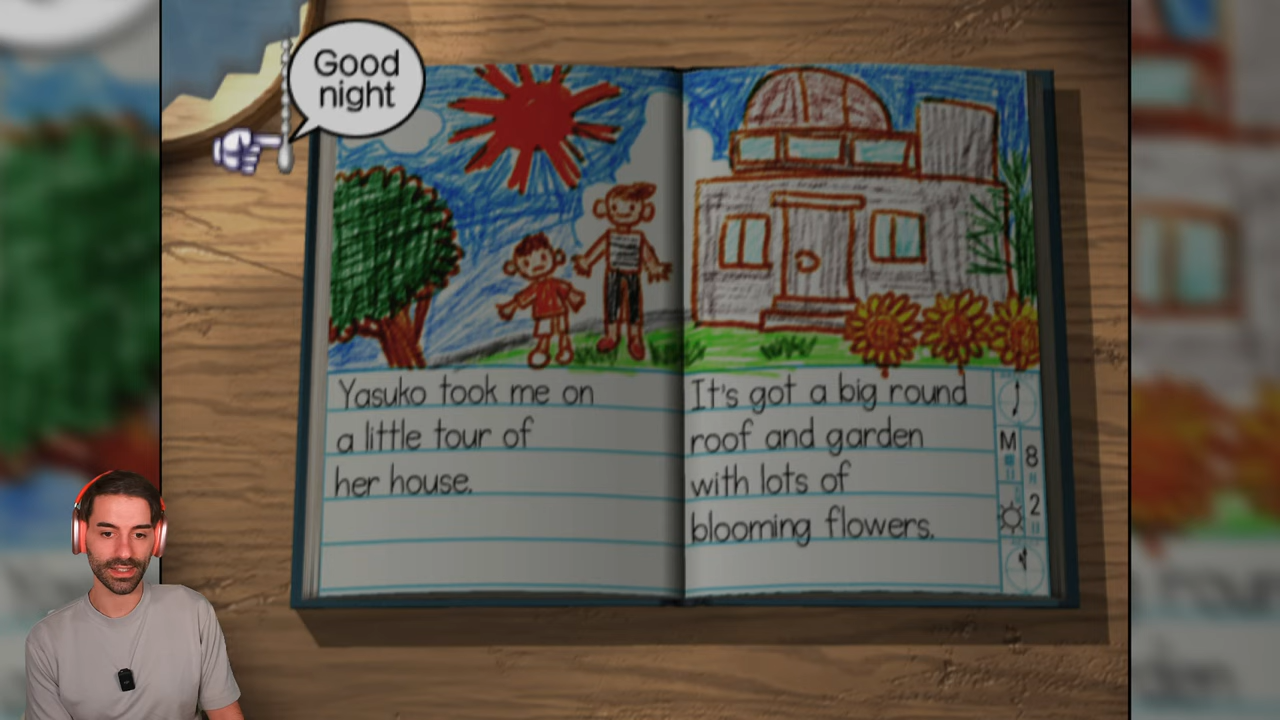 Good
night
Yasuko took me on
a little tour of
her house.
It's got a big round
roof and garden
with lots of
blooming flowers.
M
8
2